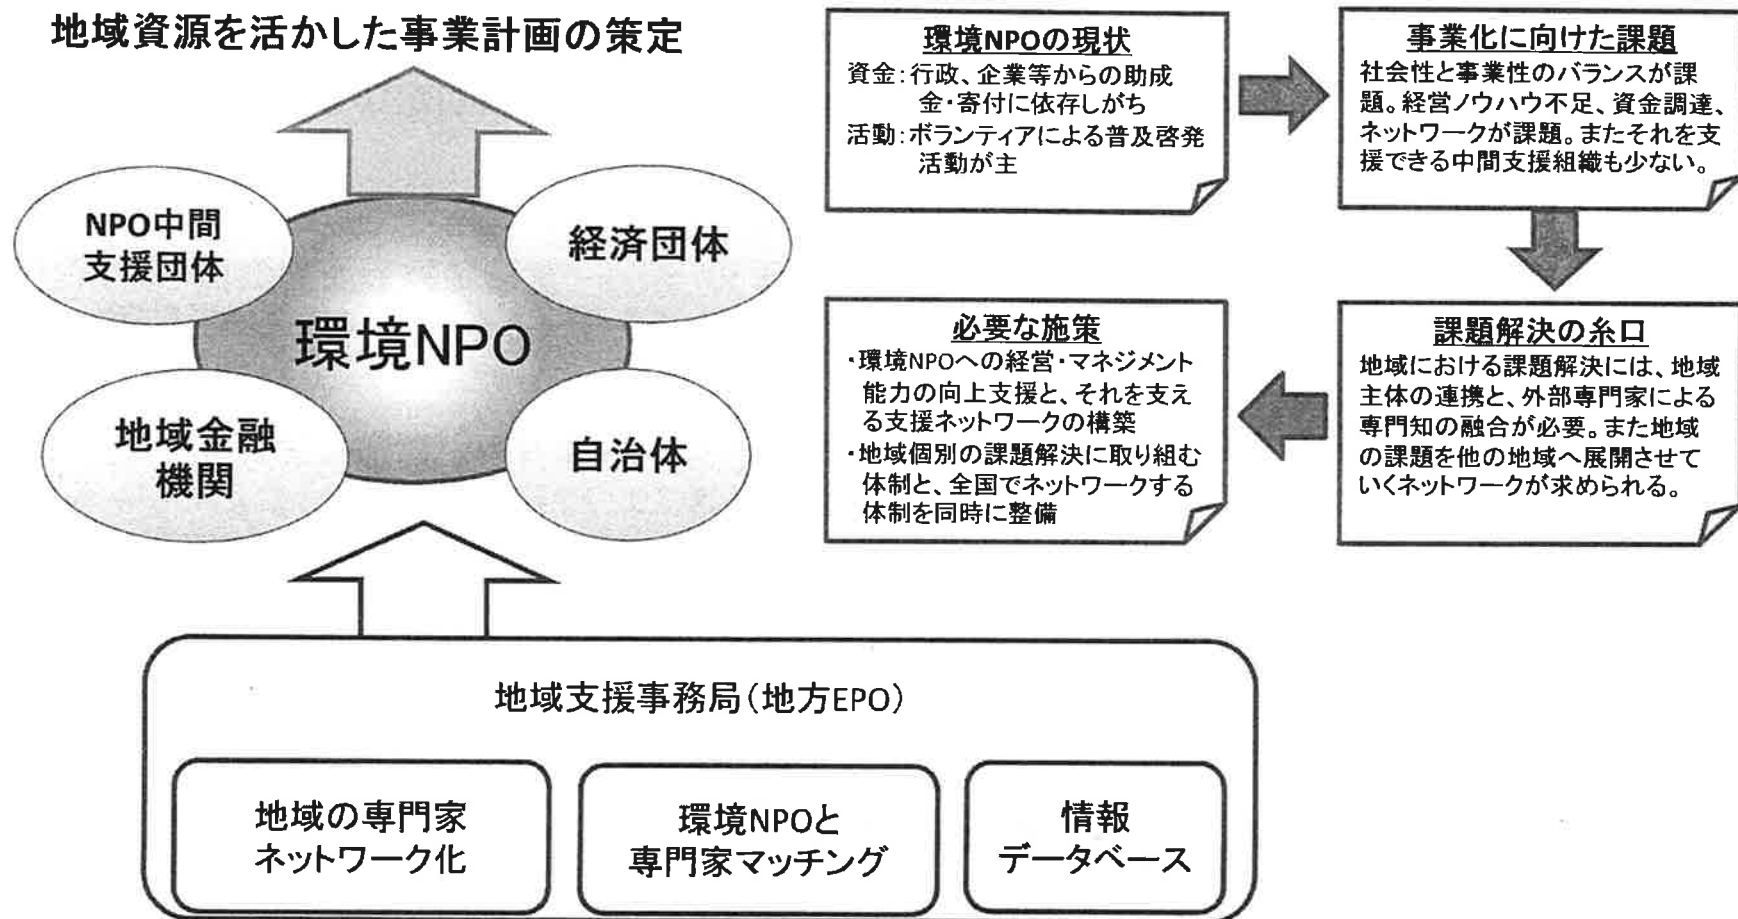 地域資源を活かした事業計画の策定
NPO中間
支援団体
経済団体
環境NPO
地域金融
機関
自治体
環境NPOの現状
資金:行政、企業等からの助成
金・寄付に依存しがち
活動:ボランティアによる普及啓発
活動が主
事業化に向けた課題
社会性と事業性のバランスが課
題。経営ノウハウ不足、資金調達、
ネットワークが課題。またそれを支
援できる中間支援組織も少ない。
課題解決の糸口
地域における課題解決には、地域
主体の連携と、外部専門家による
専門知の融合が必要。また地域
の課題を他の地域へ展開させて
いくネットワークが求められる。
必要な施策
・環境NPOへの経営・マネジメント
能力の向上支援と、それを支え
る支援ネットワークの構築
・地域個別の課題解決に取り組む
体制と、全国でネットワークする
体制を同時に整備
地域支援事務局(地方EPO)
地域の専門家
ネットワーク化
環境NPOと
専門家マッチング
情報
データベース